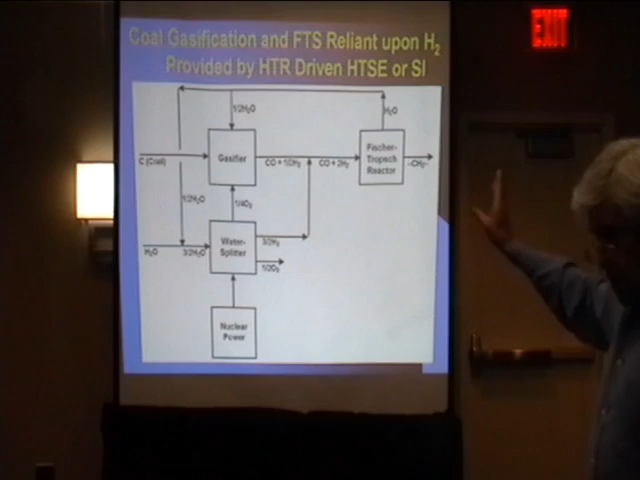 EXIT
Coal Gasification and FTS Reliant upon H2
Provided by HTR Driven HTSE or SI
1/2H2O
H2O
C (Coal)
Gasifier
CO + 1/2H2
CO + 2H2
Fischer-
Tropsch
Reactor
-CH2-
1/2H2O
1/4O2
H2O
3/2H2O
Water-
Splitter
3/2H2
1/2O2
Nuclear
Power